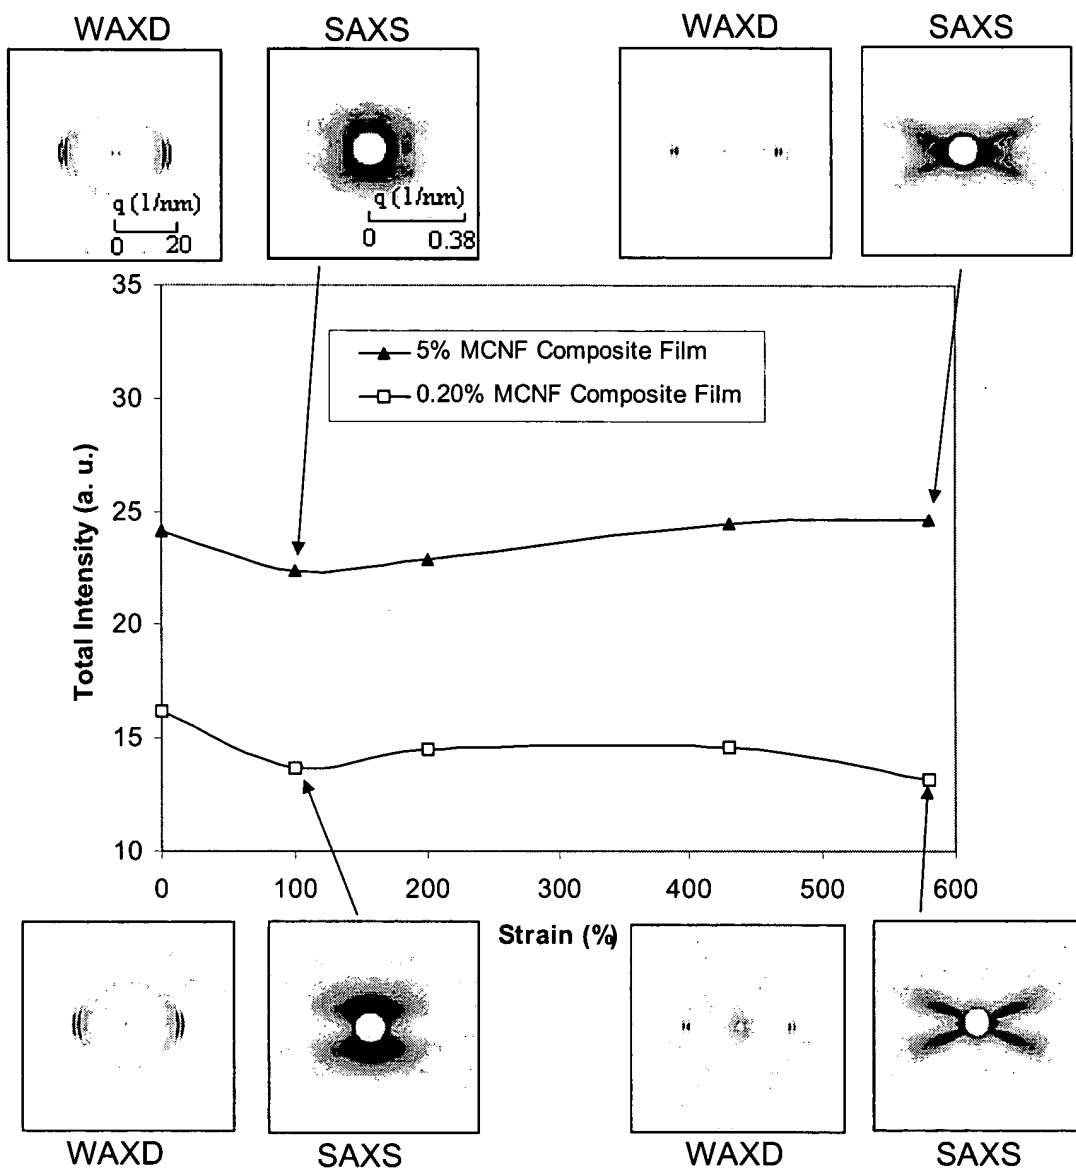 WAXD SAXS WAXD SAXS
q (1/nm)
0 20
q (1/nm)
0 0.38
35
5% MCNF Composite Film
0.20% MCNF Composite Film
30
25
20
15
10
Total Intensity (a. u.)
0 100 200 300 400 500 600
Strain (%)
WAXD SAXS WAXD SAXS